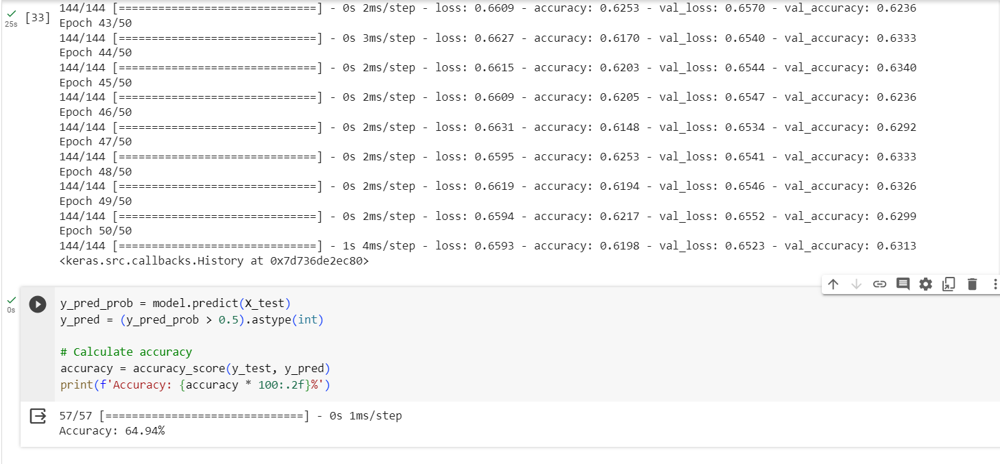 144/144 [==============================] - 0s 2ms/step - loss: 0.6609 - accuracy: 0.6253 - val_loss: 0.6570 - val_accuracy: 0.6236
[33]
25s
Epoch 43/50
144/144 [==============================] - 0s 3ms/step - loss: 0.6627 - accuracy: 0.6170 - val_loss: 0.6540 - val_accuracy: 0.6333
Epoch 44/50
144/144 [==============================] - 0s 2ms/step - loss: 0.6615 - accuracy: 0.6203 - val_loss: 0.6544 - val_accuracy: 0.6340
Epoch 45/50
144/144 [==============================] - 0s 2ms/step - loss: 0.6609 - accuracy: 0.6205 - val_loss: 0.6547 - val_accuracy: 0.6236
Epoch 46/50
144/144 [==============================] - 0s 2ms/step - loss: 0.6631 - accuracy: 0.6148 - val_loss: 0.6534 - val_accuracy: 0.6292
Epoch 47/50
144/144 [==============================] - 0s 2ms/step - loss: 0.6595 - accuracy: 0.6253 - val_loss: 0.6541 - val_accuracy: 0.6333
Epoch 48/50
144/144 [==============================] - 0s 2ms/step - loss: 0.6619 - accuracy: 0.6194 - val_loss: 0.6546 - val_accuracy: 0.6326
Epoch 49/50
144/144 [==============================] - 0s 2ms/step - loss: 0.6594 - accuracy: 0.6217 - val_loss: 0.6552 - val_accuracy: 0.6299
Epoch 50/50
144/144 [==============================] - 1s 4ms/step - loss: 0.6593 - accuracy: 0.6198 - val_loss: 0.6523 - val_accuracy: 0.6313
<keras.src.callbacks.History at 0x7d736de2ec80>
0s
y_pred_prob = model.predict(X_test)
y_pred = (y_pred_prob > 0.5).astype(int)
# Calculate accuracy
accuracy = accuracy_score(y_test, y_pred)
print(f'Accuracy: {accuracy * 100:.2f}%')
57/57 [==============================] - 0s 1ms/step
Accuracy: 64.94%